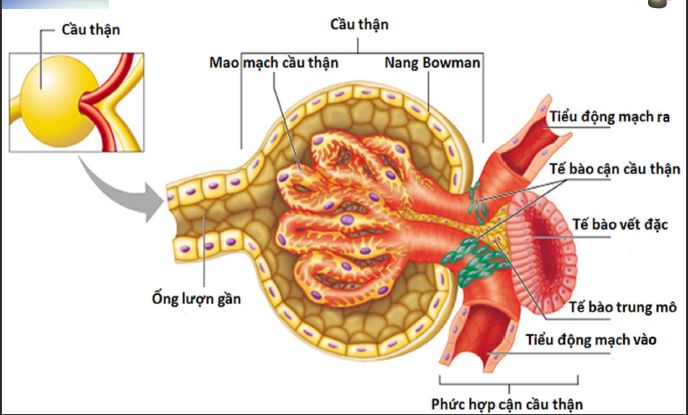 Cầu thận
Cầu thận
Mao mạch cầu thận
Nang Bowman
Tiểu động mạch ra
Tế bào cận cầu thận
Tế bào vết đặc
Ống lượn gần
Tế bào trung mô
Tiểu động mạch vào
Phức hợp cận cầu thận